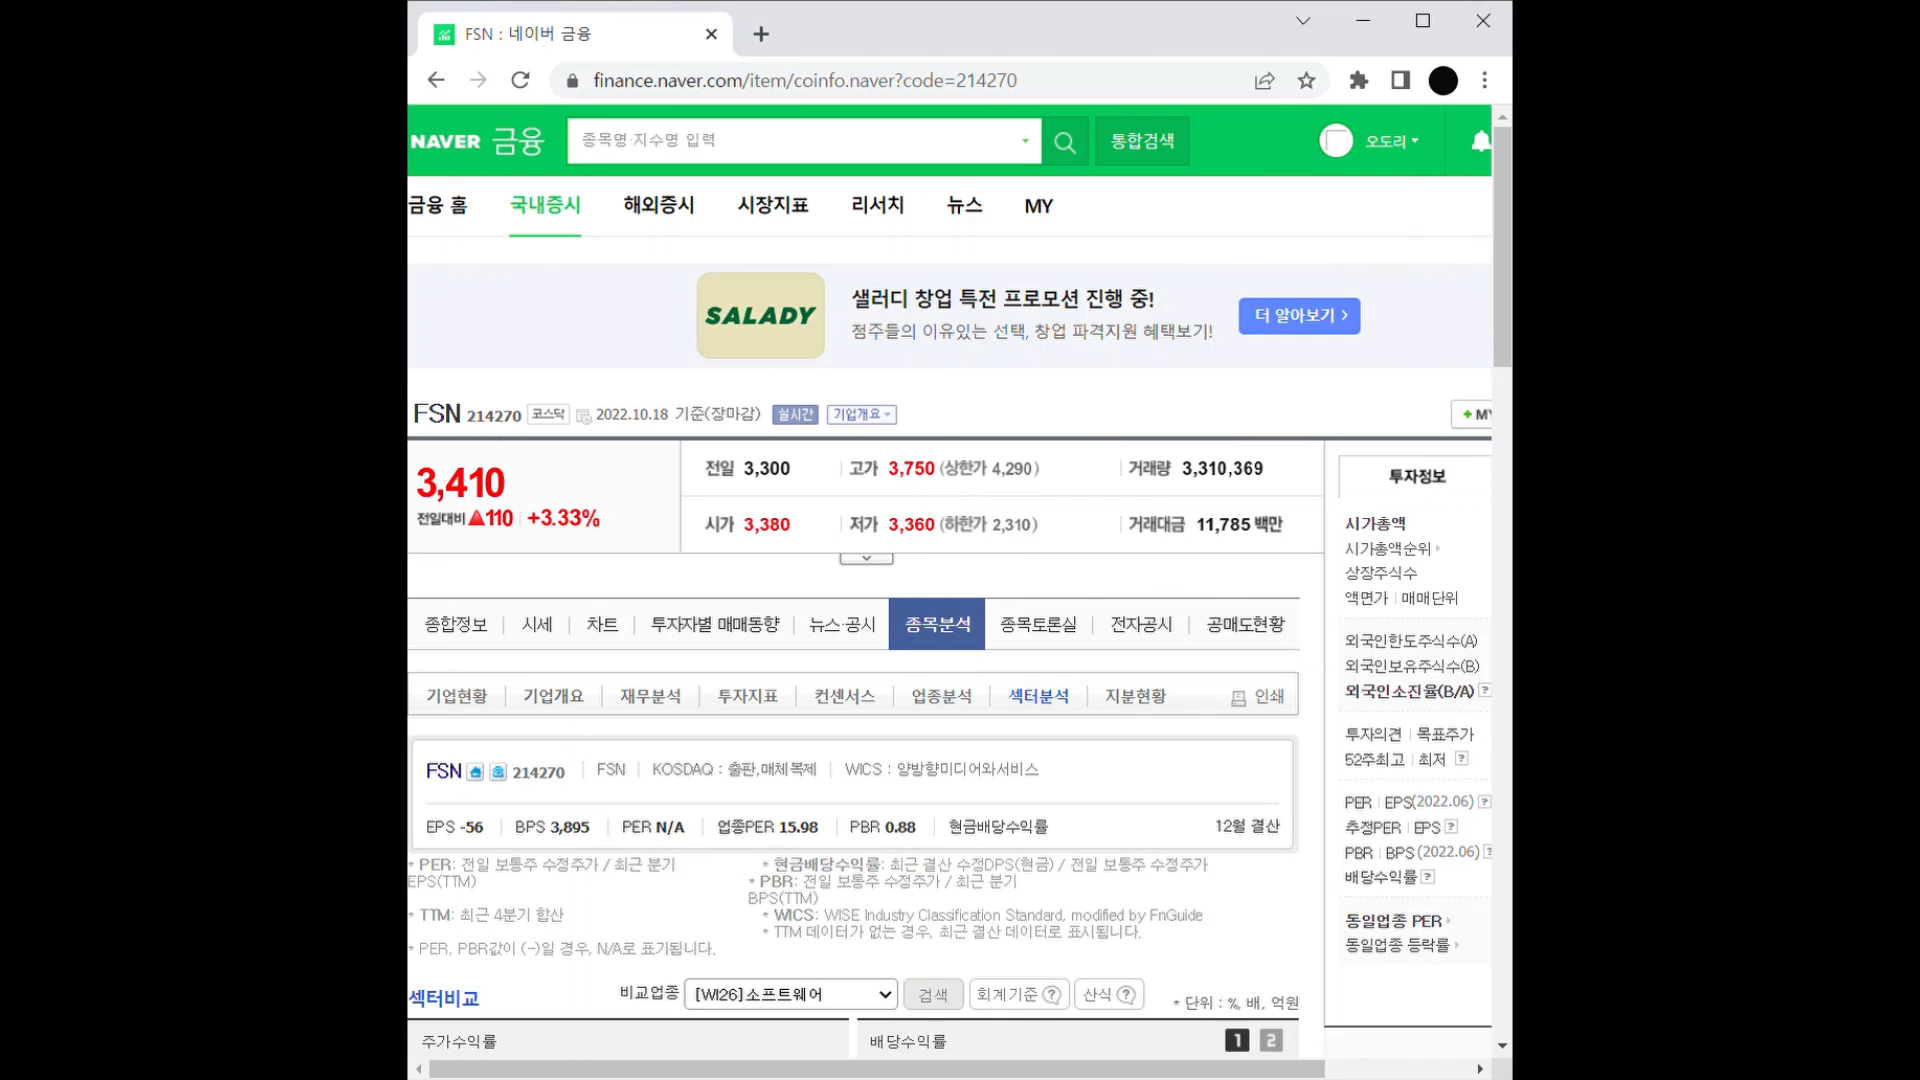 FSN : 네이버 금융
finance.naver.com/item/coinfo.naver?code=214270
NAVER 금융
종목명·지수명 입력
통합검색
오도리
금융 홈 국내증시 해외증시 시장지표 리서치 뉴스 MY
SALADY
샐러디 창업 특전 프로모션 진행 중!
점주들의 이유있는 선택, 창업 파격지원 혜택보기!
더 알아보기 >
FSN 214270 코스닥 2022.10.18 기준(장마감) 실시간 기업개요
+ MY
3,410
전일대비 ▲110 +3.33%
전일 3,300 고가 3,750 (상한가 4,290) 거래량 3,310,369
시가 3,380 저가 3,360 (하한가 2,310) 거래대금 11,785 백만
종합정보 시세 차트 투자자별 매매동향 뉴스·공시 종목분석 종목토론실 전자공시 공매도현황
기업현황 기업개요 재무분석 투자지표 컨센서스 업종분석 섹터분석 지분현황 인쇄
FSN 214270 FSN KOSDAQ : 출판,매체복제 WICS : 양방향미디어와서비스
EPS -56 BPS 3,895 PER N/A 업종PER 15.98 PBR 0.88 현금배당수익률 12월 결산
* PER: 전일 보통주 수정주가 / 최근 분기
EPS(TTM)
* 현금배당수익률: 최근 결산 수정DPS(현금) / 전일 보통주 수정주가
* PBR: 전일 보통주 수정주가 / 최근 분기
BPS(TTM)
* TTM: 최근 4분기 합산
* WICS: WISE Industry Classification Standard, modified by FnGuide
* TTM 데이터가 없는 경우, 최근 결산 데이터로 표시됩니다.
* PER, PBR값이 (-)일 경우, N/A로 표기됩니다.
섹터비교
비교업종 [WI26]소프트웨어 검색 회계기준 ? 산식 ?
* 단위 : %, 배, 억원
주가수익률
배당수익률
1 2
투자정보
시가총액
시가총액순위
상장주식수
액면가 매매단위
외국인한도주식수(A)
외국인보유주식수(B)
외국인소진율(B/A) ?
투자의견 목표주가
52주최고 최저 ?
PER EPS(2022.06) ?
추정PER EPS ?
PBR BPS(2022.06) ?
배당수익률 ?
동일업종 PER
동일업종 등락률